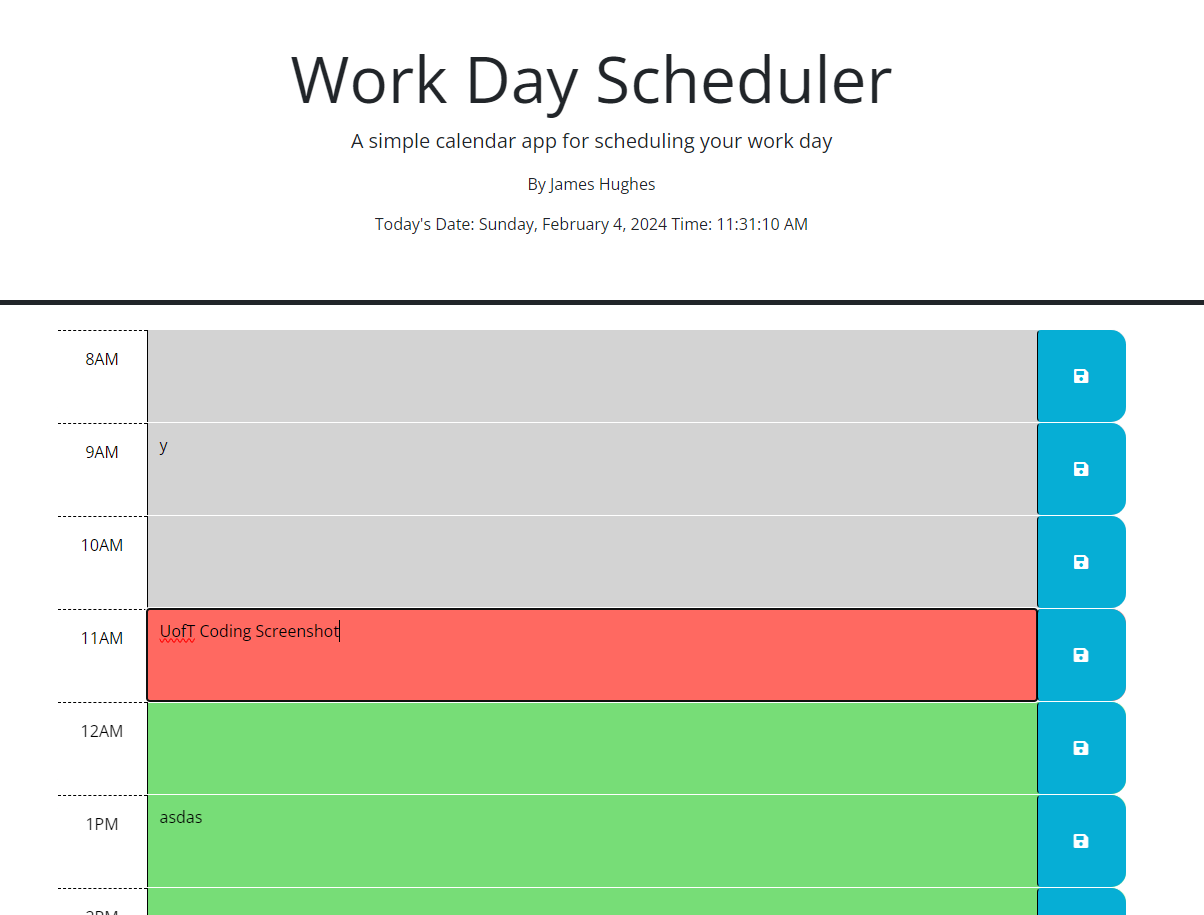 Work Day Scheduler
A simple calendar app for scheduling your work day
By James Hughes
Today's Date: Sunday, February 4, 2024 Time: 11:31:10 AM
8AM
9AM y
10AM
11AM UofT Coding Screenshot
12AM
1PM asdas